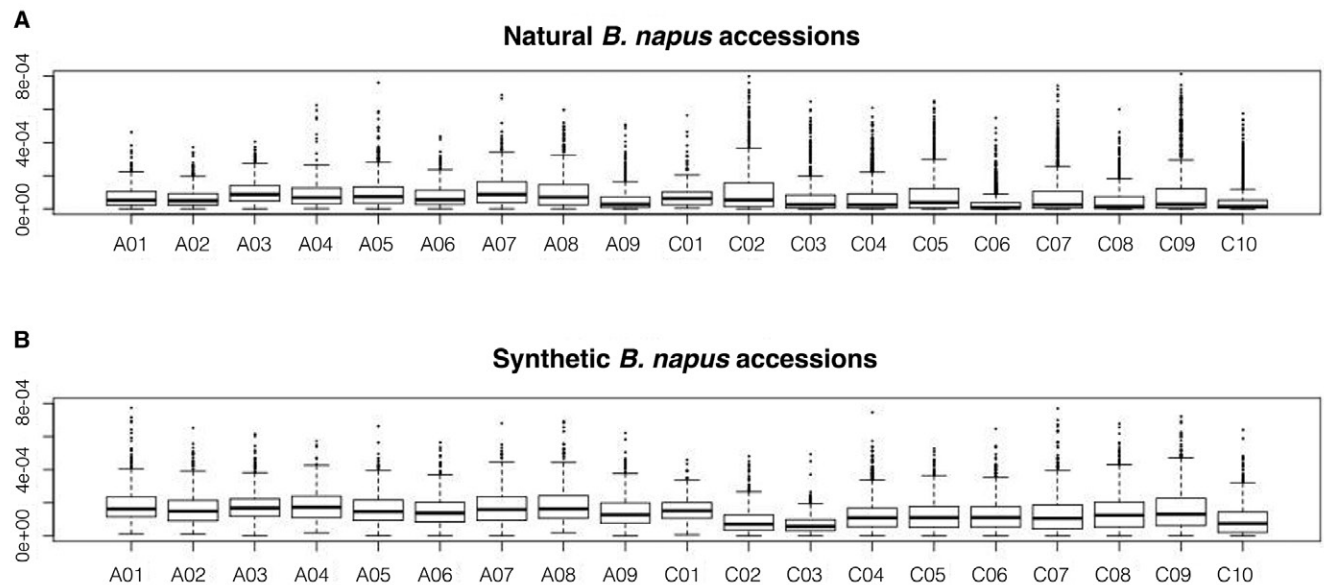 A
Natural B. napus accessions
8e-04
4e-04
0e+00
A01 A02 A03 A04 A05 A06 A07 A08 A09 C01 C02 C03 C04 C05 C06 C07 C08 C09 C10
B
Synthetic B. napus accessions
8e-04
4e-04
0e+00
A01 A02 A03 A04 A05 A06 A07 A08 A09 C01 C02 C03 C04 C05 C06 C07 C08 C09 C10